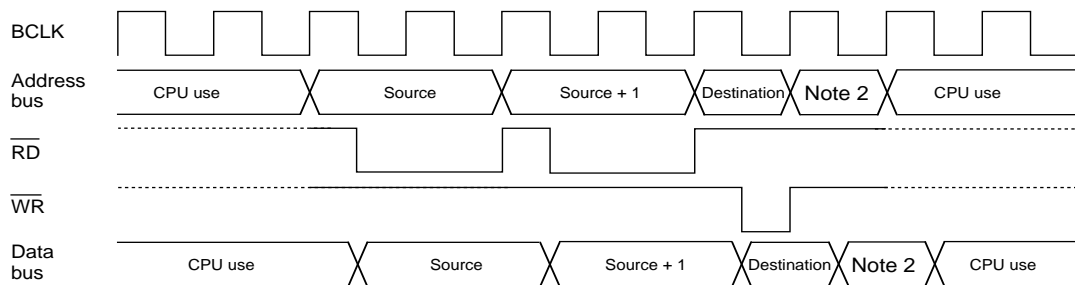 BCLK
Address bus
CPU use
Source
Source + 1
Destination
Note 2
CPU use
RD
WR
Data bus
CPU use
Source
Source + 1
Destination
Note 2
CPU use